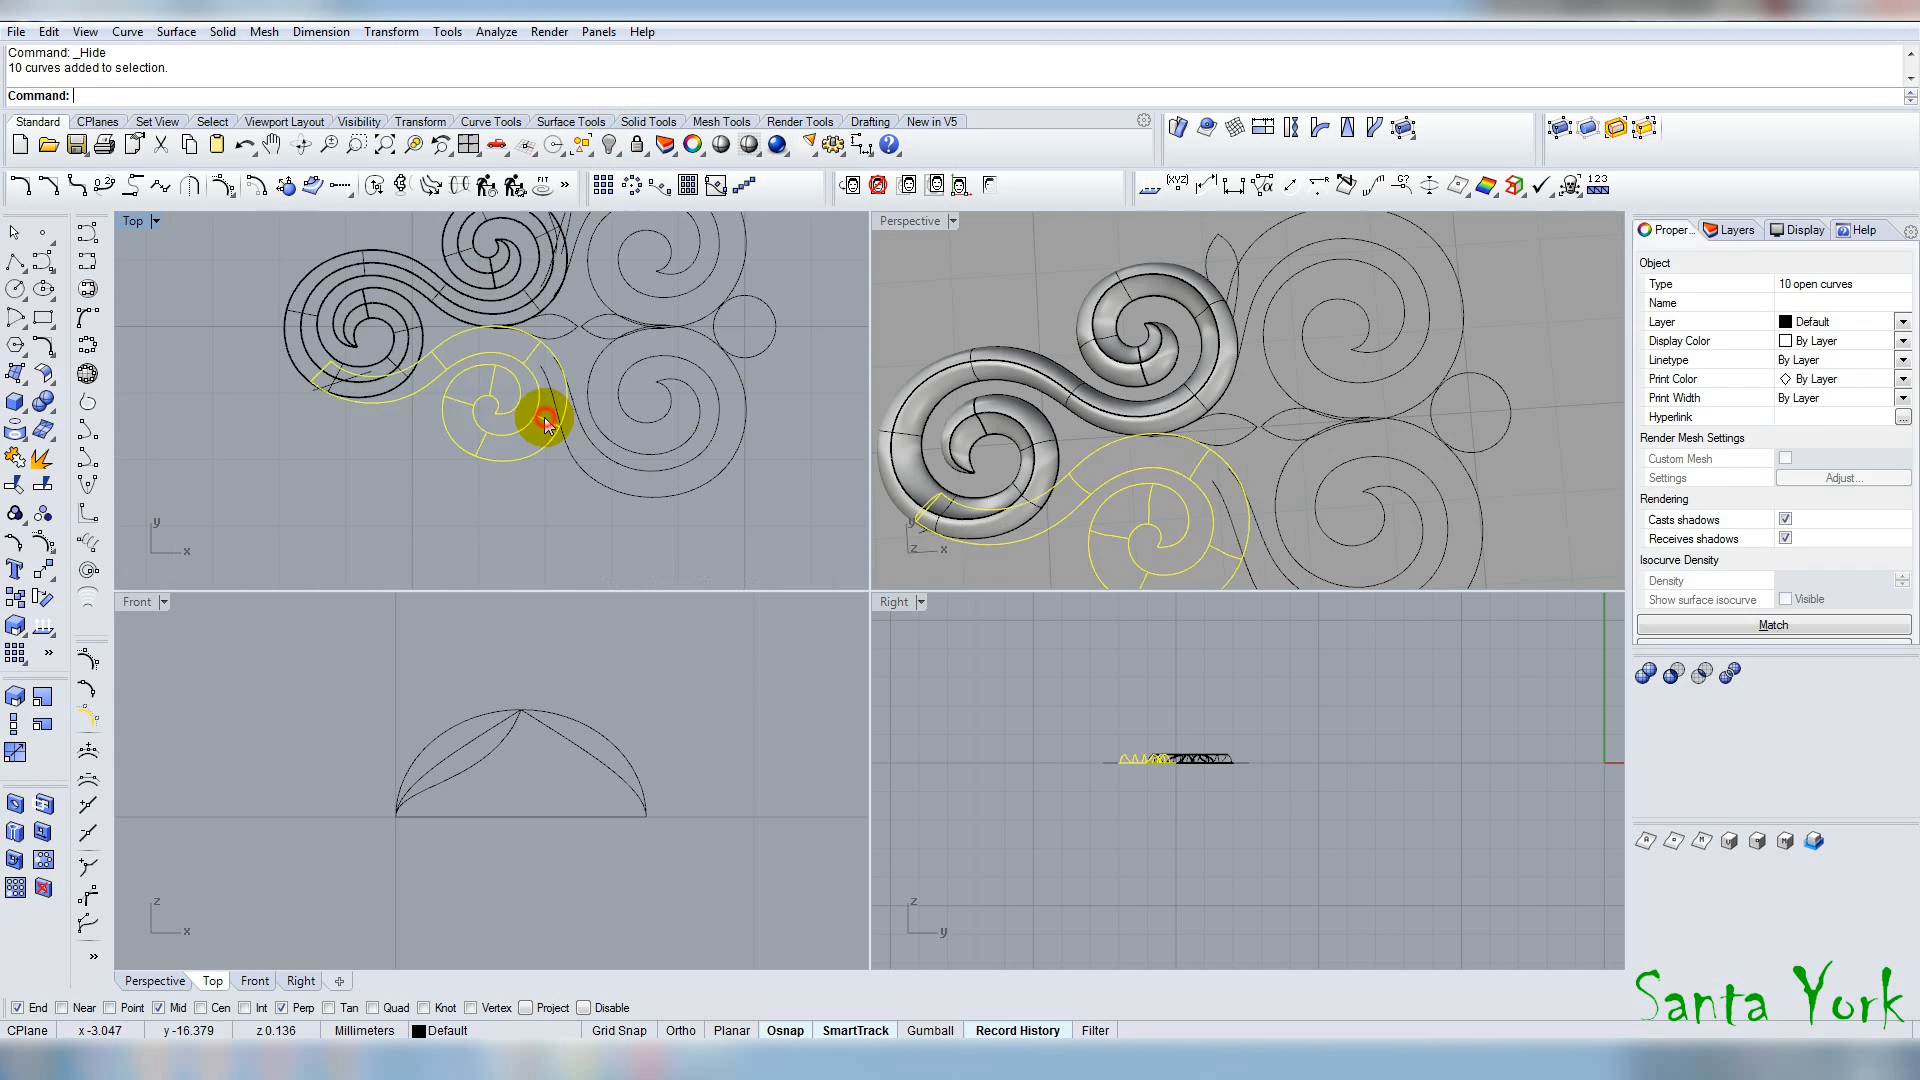 File Edit View Curve Surface Solid Mesh Dimension Transform Tools Analyze Render Panels Help
Command: _Hide
10 curves added to selection.
Command:
Standard CPlanes Set View Select Viewport Layout Visibility Transform Curve Tools Surface Tools Solid Tools Mesh Tools Render Tools Drafting New in V5
Top
Perspective
Proper... Layers Display Help
Object
Type 10 open curves
Name
Layer Default
Display Color By Layer
Linetype By Layer
Print Color By Layer
Print Width By Layer
Hyperlink ...
Render Mesh Settings
Custom Mesh
Settings Adjust...
Rendering
Casts shadows
Receives shadows
Isocurve Density
Density
Show surface isocurve Visible
Match
y
x
y
z x
Front
Right
z
x
z
y
Perspective Top Front Right
End Near Point Mid Cen Int Perp Tan Quad Knot Vertex Project Disable
CPlane x -3.047 y -16.379 z 0.136 Millimeters Default Grid Snap Ortho Planar Osnap SmartTrack Gumball Record History Filter
Santa York